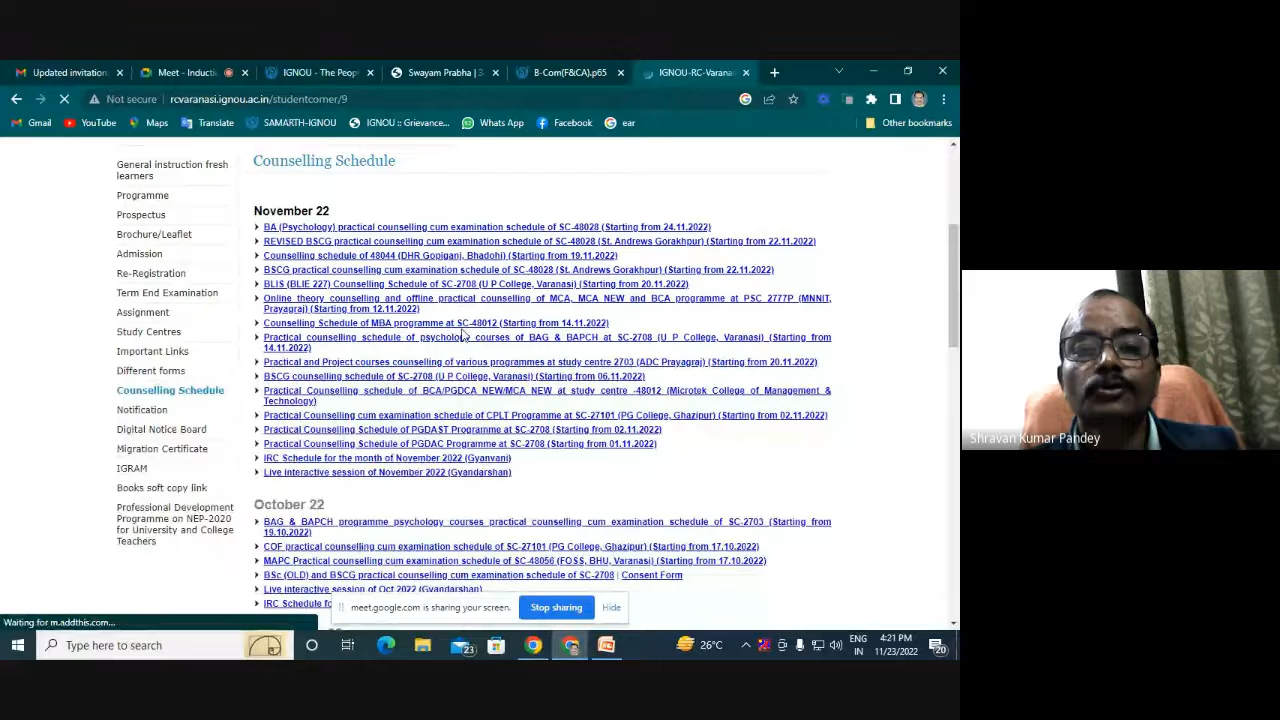 Updated invitation
Meet - Inducti
IGNOU - The Peopl
Swayam Prabha | 3
B-Com(F&CA).p65
IGNOU-RC-Varana
Not secure
rcvaranasi.ignou.ac.in/studentcorner/9
Gmail
YouTube
Maps
Translate
SAMARTH-IGNOU
IGNOU :: Grievance...
Whats App
Facebook
ear
Other bookmarks
General instruction fresh
learners
Programme
Prospectus
Brochure/Leaflet
Admission
Re-Registration
Term End Examination
Assignment
Study Centres
Important Links
Different forms
Counselling Schedule
Notification
Digital Notice Board
Migration Certificate
IGRAM
Books soft copy link
Professional Development
Programme on NEP-2020
for University and College
Teachers
Counselling Schedule
November 22
BA (Psychology) practical counselling cum examination schedule of SC-48028 (Starting from 24.11.2022)
REVISED BSCG practical counselling cum examination schedule of SC-48028 (St. Andrews Gorakhpur) (Starting from 22.11.2022)
Counselling schedule of 48044 (DHR Gopiganj, Bhadohi) (Starting from 19.11.2022)
BSCG practical counselling cum examination schedule of SC-48028 (St. Andrews Gorakhpur) (Starting from 22.11.2022)
BLIS (BLIE 227) Counselling Schedule of SC-2708 (U P College, Varanasi) (Starting from 20.11.2022)
Online theory counselling and offline practical counselling of MCA, MCA NEW and BCA programme at PSC 2777P (MNNIT,
Prayagraj) (Starting from 12.11.2022)
Counselling Schedule of MBA programme at SC-48012 (Starting from 14.11.2022)
Practical counselling schedule of psychology courses of BAG & BAPCH at SC-2708 (U P College, Varanasi) (Starting from
14.11.2022)
Practical and Project courses counselling of various programmes at study centre 2703 (ADC Prayagraj) (Starting from 20.11.2022)
BSCG counselling schedule of SC-2708 (U P College, Varanasi) (Starting from 06.11.2022)
Practical Counselling schedule of BCA/PGDCA NEW/MCA NEW at study centre -48012 (Microtek College of Management &
Technology)
Practical Counselling cum examination schedule of CPLT Programme at SC-27101 (PG College, Ghazipur) (Starting from 02.11.2022)
Practical Counselling Schedule of PGDAST Programme at SC-2708 (Starting from 02.11.2022)
Practical Counselling Schedule of PGDAC Programme at SC-2708 (Starting from 01.11.2022)
IRC Schedule for the month of November 2022 (Gyanvani)
Live interactive session of November 2022 (Gyandarshan)
October 22
BAG & BAPCH programme psychology courses practical counselling cum examination schedule of SC-2703 (Starting from
19.10.2022)
COF practical counselling cum examination schedule of SC-27101 (PG College, Ghazipur) (Starting from 17.10.2022)
MAPC Practical counselling cum examination schedule of SC-48056 (FOSS, BHU, Varanasi) (Starting from 17.10.2022)
BSc (OLD) and BSCG practical counselling cum examination schedule of SC-2708 | Consent Form
Live interactive session of Oct 2022 (Gyandarshan)
IRC Schedule fo
meet.google.com is sharing your screen.
Stop sharing
Hide
Waiting for m.addthis.com...
Type here to search
23
26°C
ENG
IN
4:21 PM
11/23/2022
20
Shravan Kumar Pandey